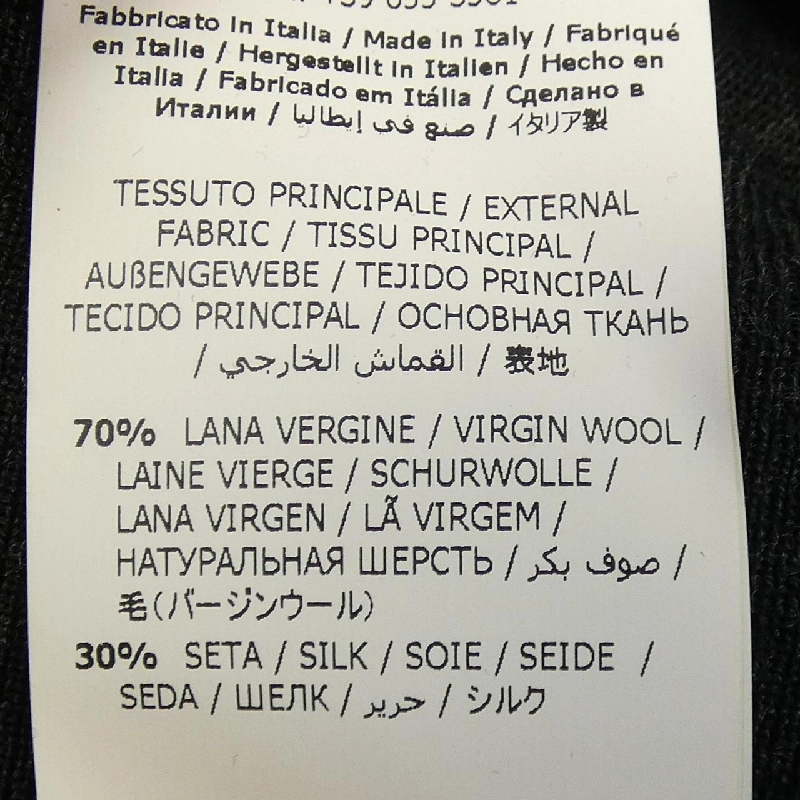 +39 055 3361
Fabbricato in Italia / Made in Italy / Fabriqué
en Italie / Hergestellt in Italien / Hecho en
Italia / Fabricado em Itália / Сделано в
Италии / صنع في إيطاليا / イタリア製
TESSUTO PRINCIPALE / EXTERNAL
FABRIC / TISSU PRINCIPAL /
AUßENGEWEBE / TEJIDO PRINCIPAL /
TECIDO PRINCIPAL / ОСНОВНАЯ ТКАНЬ
/ القماش الخارجي / 表地
70% LANA VERGINE / VIRGIN WOOL /
LAINE VIERGE / SCHURWOLLE /
LANA VIRGEN / LÃ VIRGEM /
НАТУРАЛЬНАЯ ШЕРСТЬ / صوف بكر /
毛(バージンウール)
30% SETA / SILK / SOIE / SEIDE /
SEDA / ШЕЛК / حرير / シルク